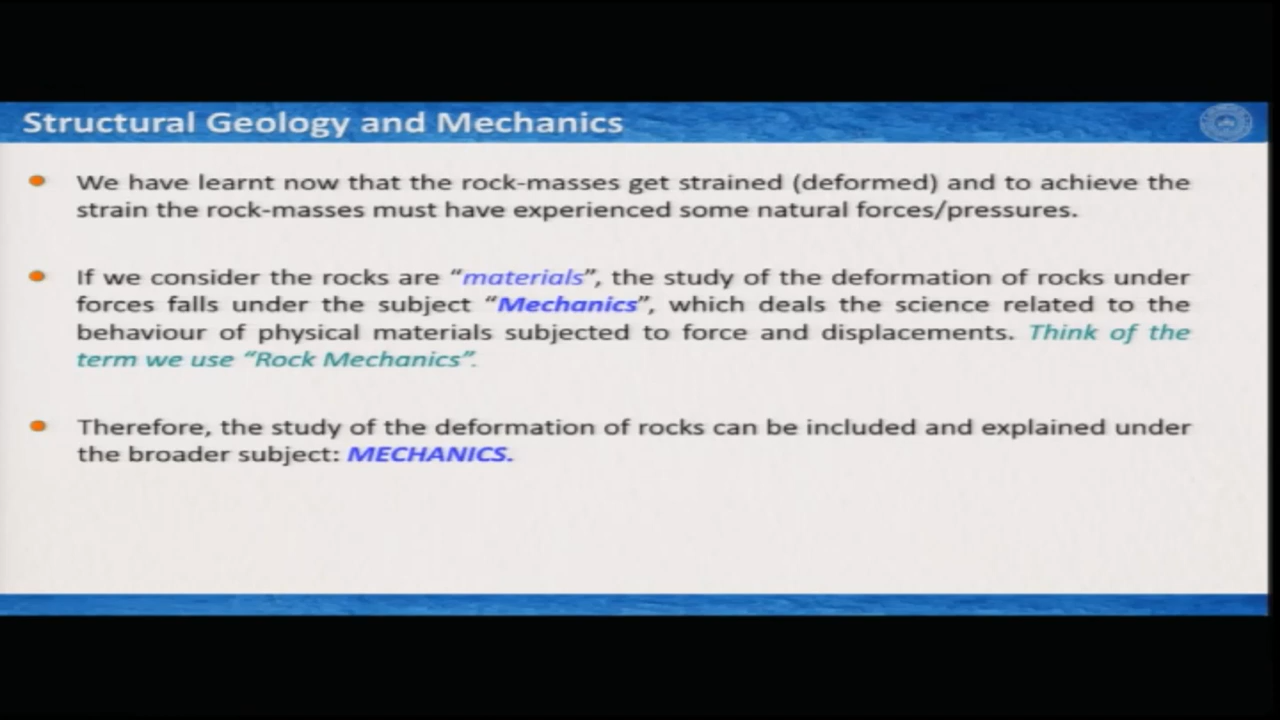 Structural Geology and Mechanics
We have learnt now that the rock-masses get strained (deformed) and to achieve the
strain the rock-masses must have experienced some natural forces/pressures.
If we consider the rocks are “materials”, the study of the deformation of rocks under
forces falls under the subject “Mechanics”, which deals the science related to the
behaviour of physical materials subjected to force and displacements. Think of the
term we use “Rock Mechanics”.
Therefore, the study of the deformation of rocks can be included and explained under
the broader subject: MECHANICS.